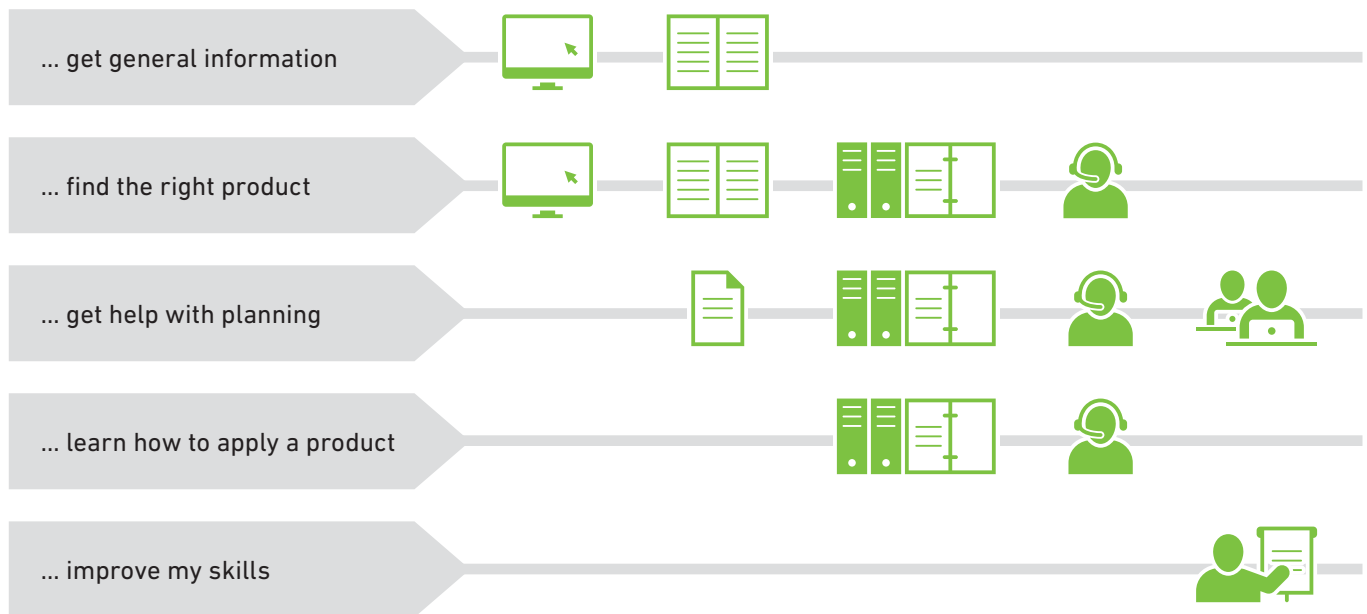 ... get general information
... find the right product
... get help with planning
... learn how to apply a product
... improve my skills